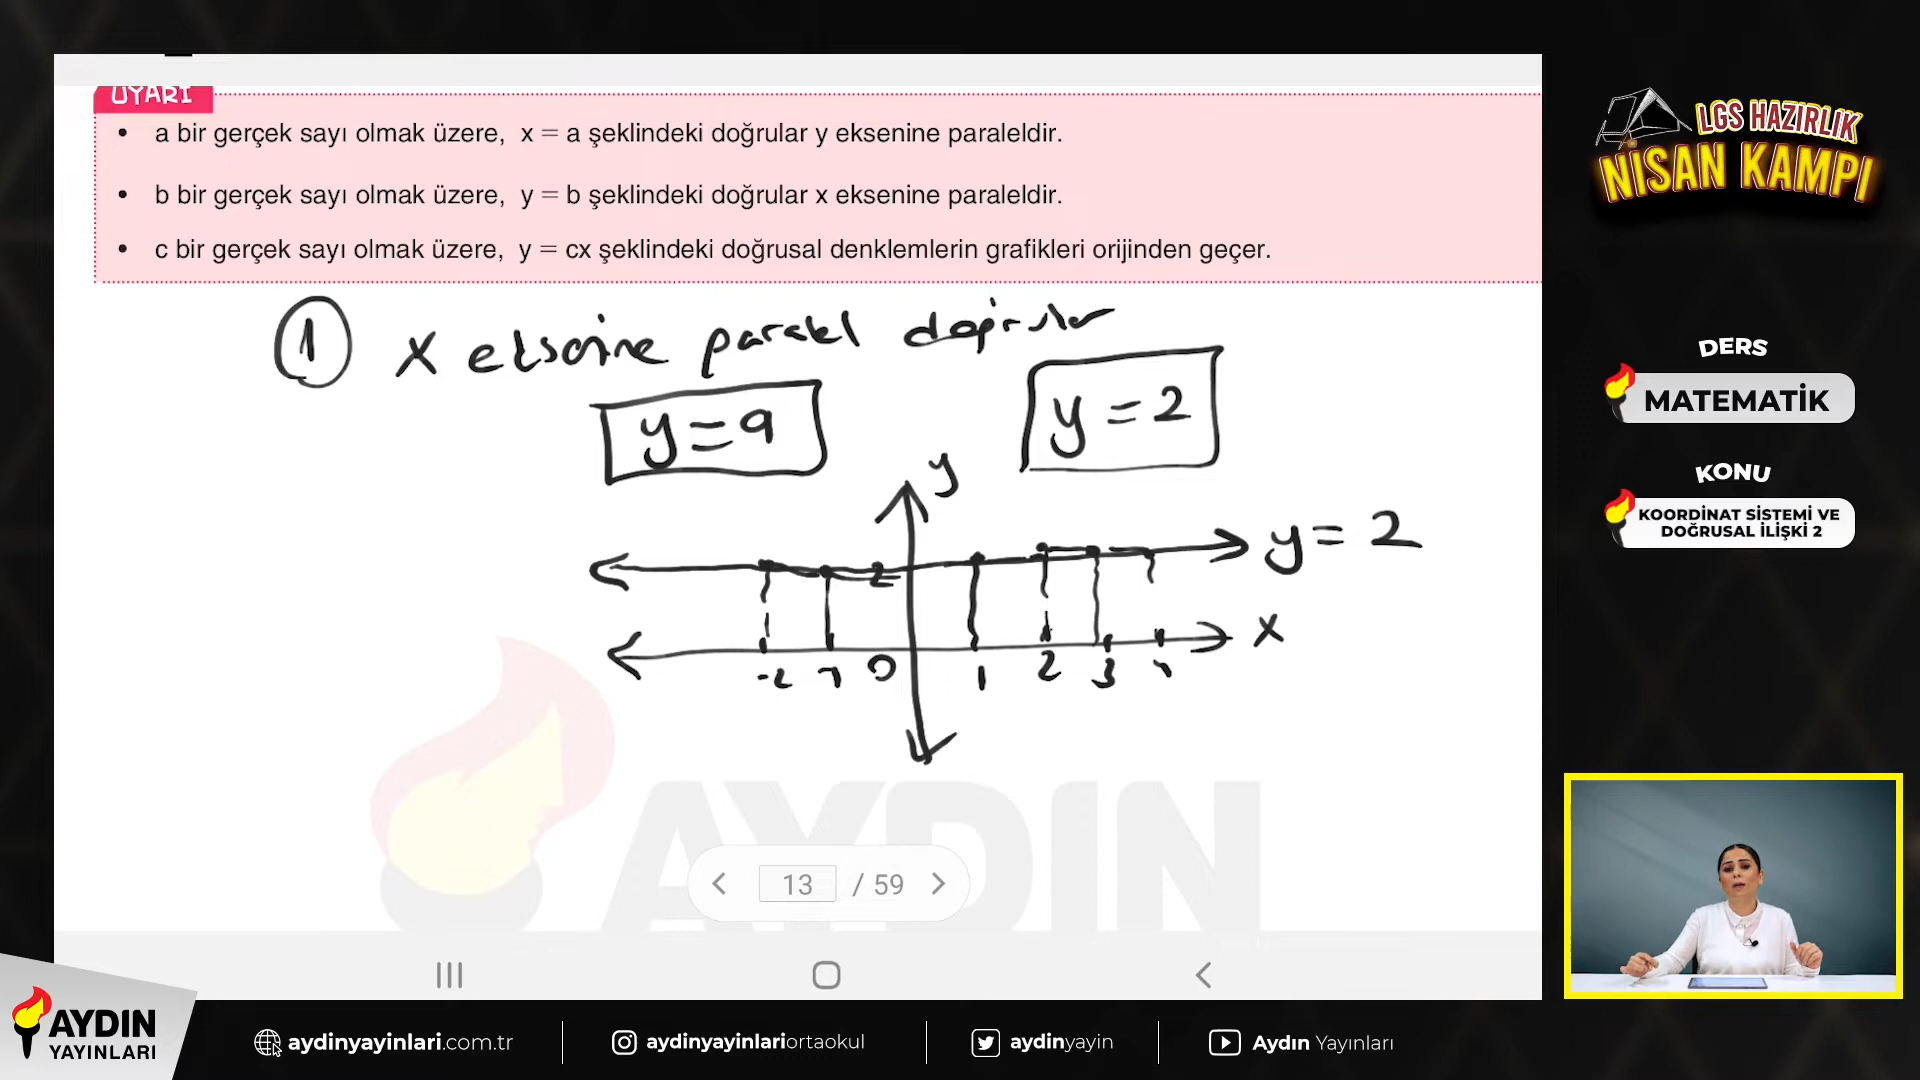 UYARI
• a bir gerçek sayı olmak üzere, x = a şeklindeki doğrular y eksenine paraleldir.
• b bir gerçek sayı olmak üzere, y = b şeklindeki doğrular x eksenine paraleldir.
• c bir gerçek sayı olmak üzere, y = cx şeklindeki doğrusal denklemlerin grafikleri orijinden geçer.
1 x eksenine paralel doğrular
y = a
y = 2
y
2
y = 2
x
-2 -1 0 1 2 3
AYDIN
13 / 59
LGS HAZIRLIK
NİSAN KAMPI
DERS
MATEMATİK
KONU
KOORDİNAT SİSTEMİ VE
DOĞRUSAL İLİŞKİ 2
AYDIN
YAYINLARI
aydinyayinlari.com.tr
aydinyayinlariortaokul
aydinyayin
Aydın Yayınları